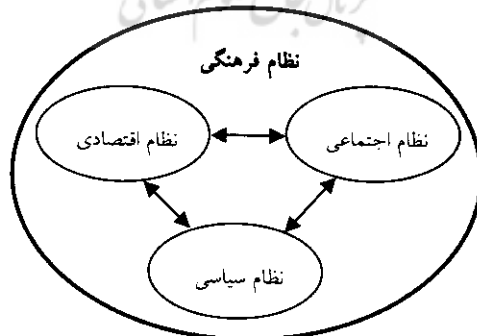 نظام فرهنگی
نظام اجتماعی
نظام اقتصادی
نظام سیاسی